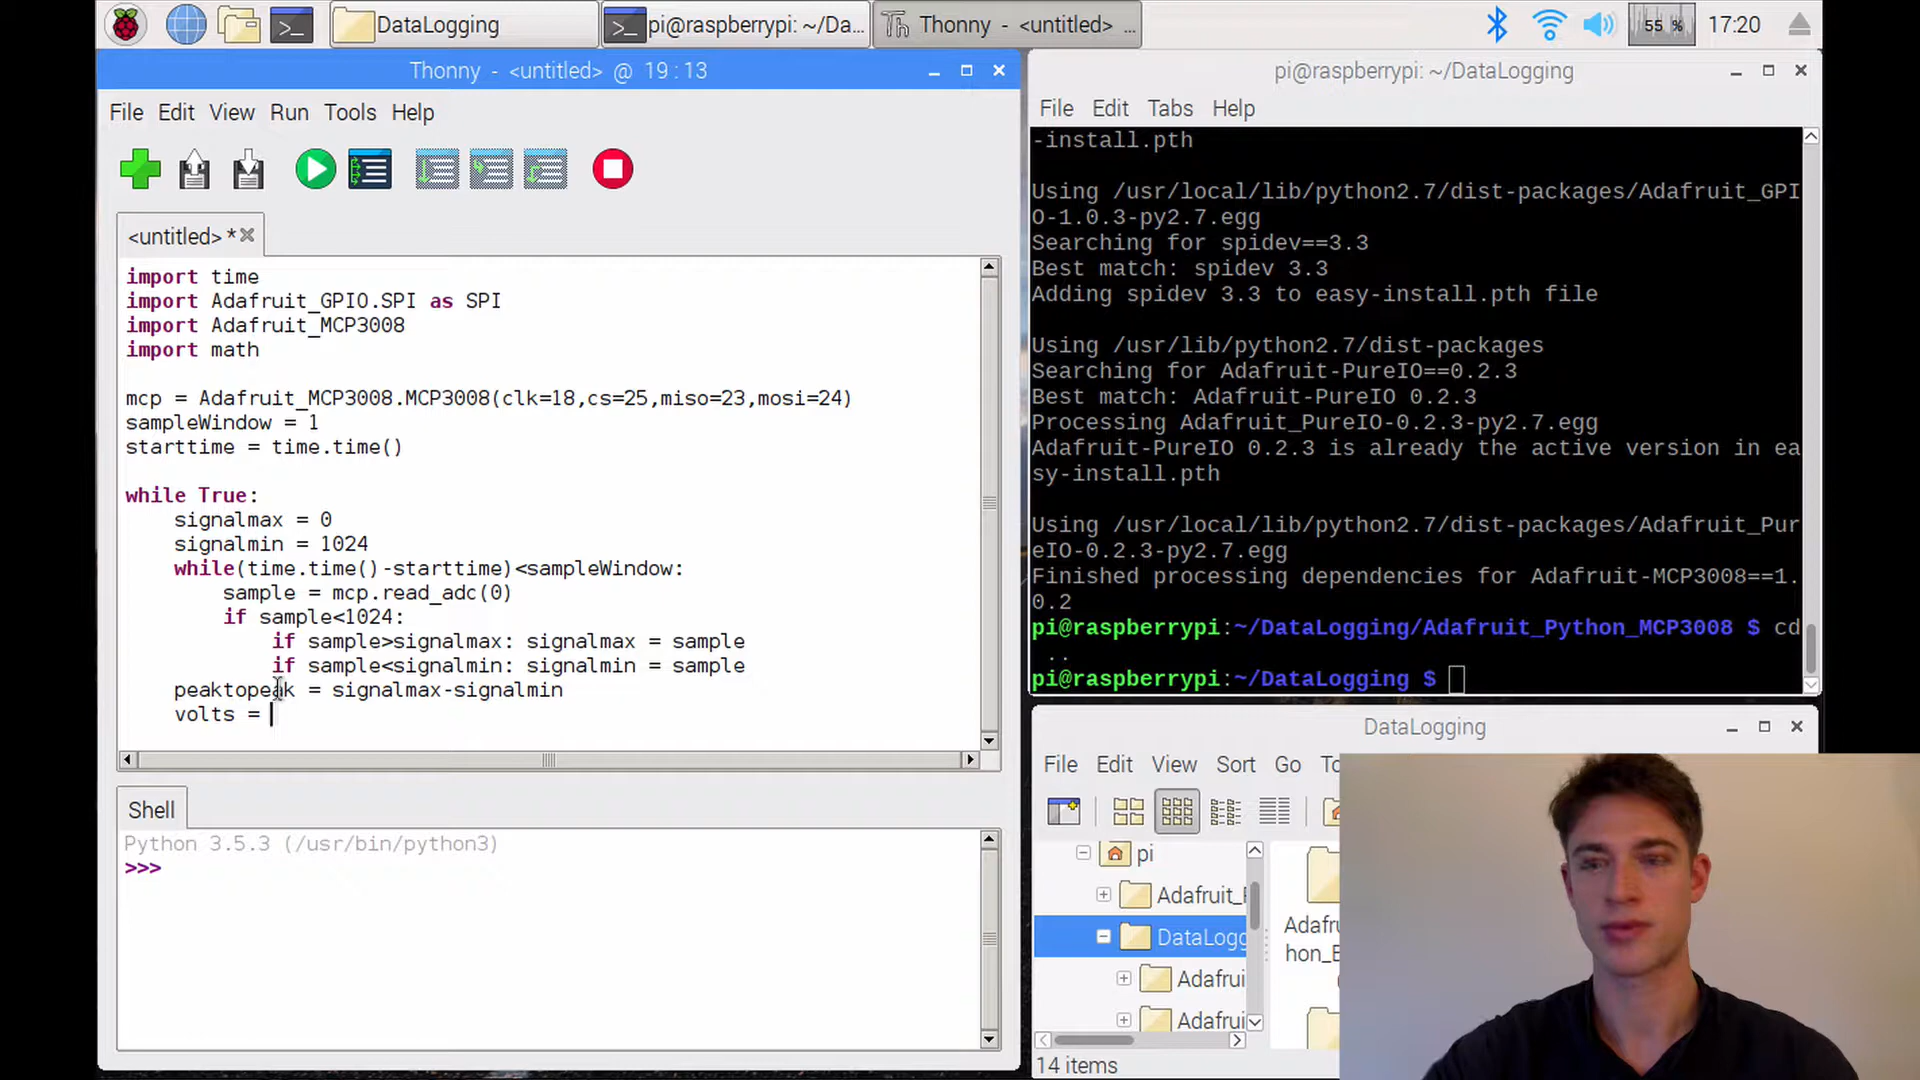 DataLogging
pi@raspberrypi: ~/Da...
Thonny - <untitled> ...
55 %
17:20
Thonny - <untitled> @ 19:13
File Edit View Run Tools Help
<untitled> *
import time
import Adafruit_GPIO.SPI as SPI
import Adafruit_MCP3008
import math
mcp = Adafruit_MCP3008.MCP3008(clk=18,cs=25,miso=23,mosi=24)
sampleWindow = 1
starttime = time.time()
while True:
signalmax = 0
signalmin = 1024
while(time.time()-starttime)<sampleWindow:
sample = mcp.read_adc(0)
if sample<1024:
if sample>signalmax: signalmax = sample
if sample<signalmin: signalmin = sample
peaktopeak = signalmax-signalmin
volts =
Shell
Python 3.5.3 (/usr/bin/python3)
>>>
pi@raspberrypi: ~/DataLogging
File Edit Tabs Help
-install.pth
Using /usr/local/lib/python2.7/dist-packages/Adafruit_GPI
O-1.0.3-py2.7.egg
Searching for spidev==3.3
Best match: spidev 3.3
Adding spidev 3.3 to easy-install.pth file
Using /usr/lib/python2.7/dist-packages
Searching for Adafruit-PureIO==0.2.3
Best match: Adafruit-PureIO 0.2.3
Processing Adafruit_PureIO-0.2.3-py2.7.egg
Adafruit-PureIO 0.2.3 is already the active version in ea
sy-install.pth
Using /usr/local/lib/python2.7/dist-packages/Adafruit_Pur
eIO-0.2.3-py2.7.egg
Finished processing dependencies for Adafruit-MCP3008==1.
0.2
pi@raspberrypi:~/DataLogging/Adafruit_Python_MCP3008 $ cd
..
pi@raspberrypi:~/DataLogging $
DataLogging
File Edit View Sort Go To
pi
Adafruit_
DataLogg
Adafrui
Adafrui
Adafru
hon_
14 items